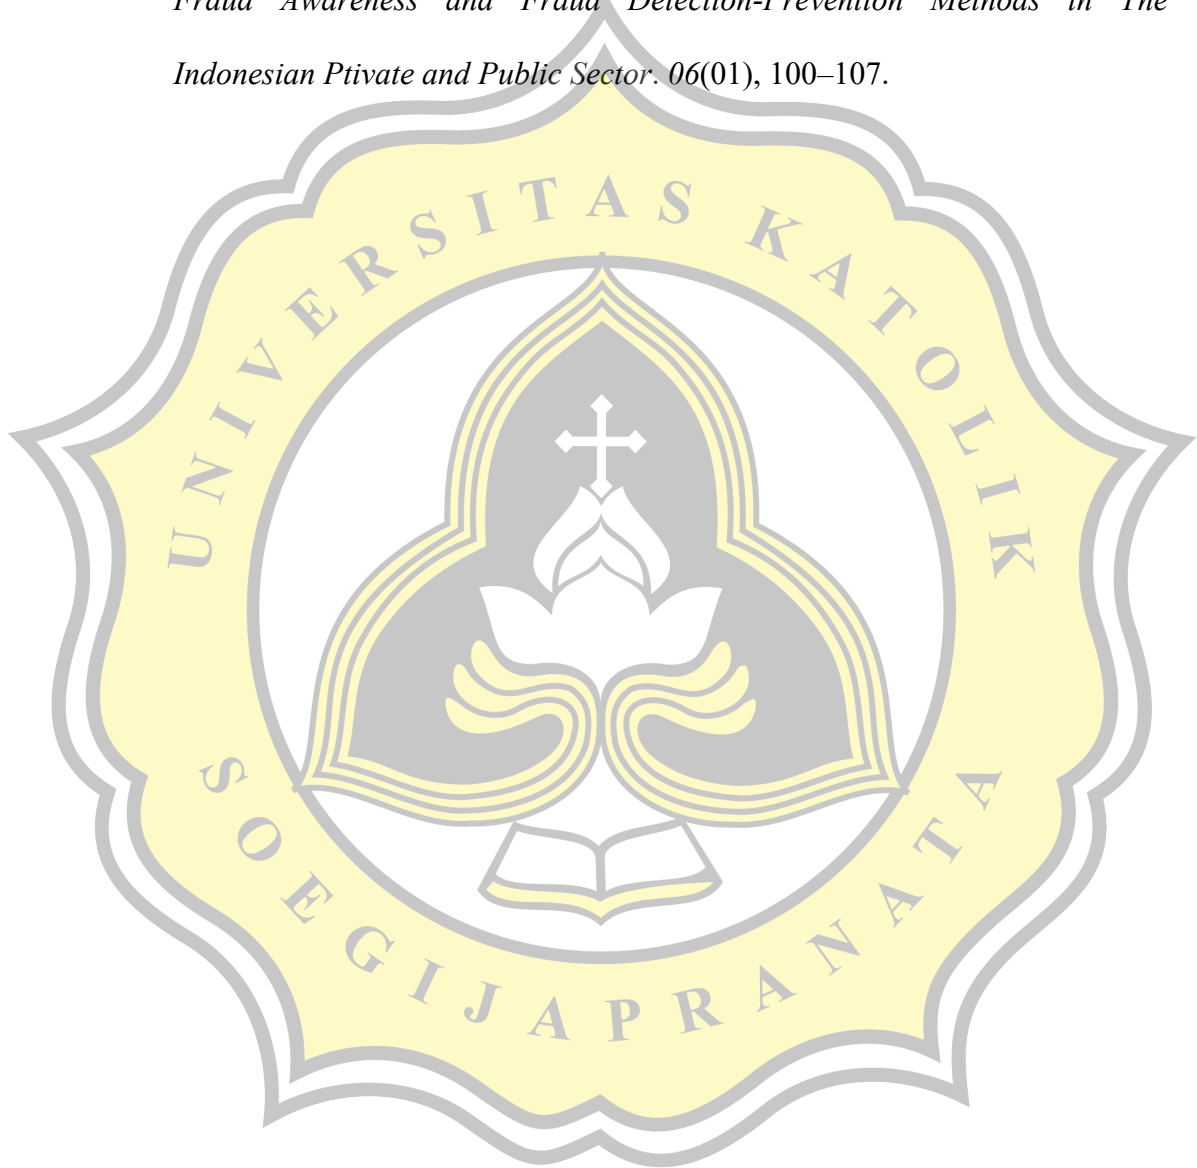 Fraud Awareness and Fraud Detection-Prevention Methods in The
Indonesian Ptivate and Public Sector. 06(01), 100–107.
UNIVERSITAS KATOLIK
SOEGIJAPRANATA